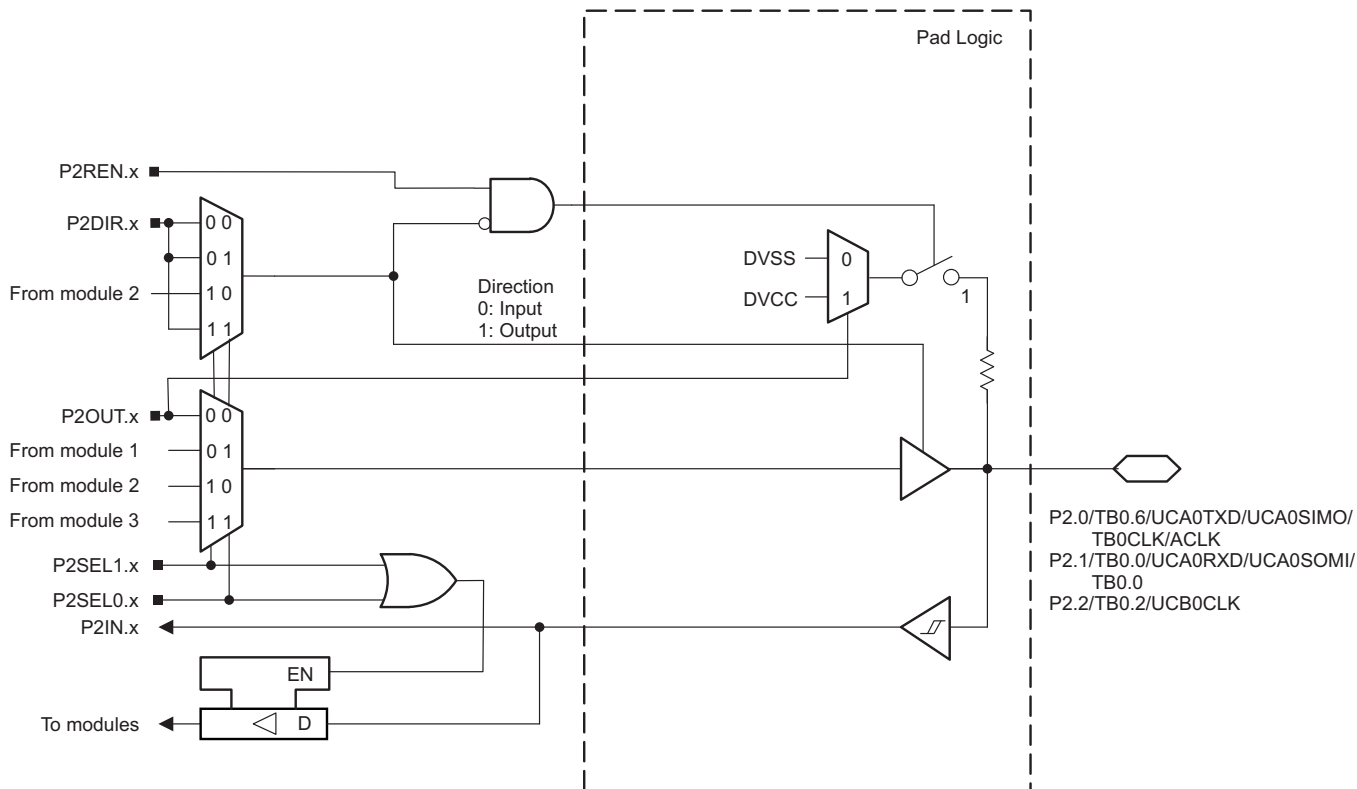 Pad Logic
P2REN.x
P2DIR.x
0 0
0 1
From module 2
1 0
1 1
Direction
0: Input
1: Output
DVSS
0
DVCC
1
1
P2OUT.x
0 0
From module 1
0 1
From module 2
1 0
From module 3
1 1
P2SEL1.x
P2SEL0.x
P2IN.x
EN
To modules
D
P2.0/TB0.6/UCA0TXD/UCA0SIMO/
TB0CLK/ACLK
P2.1/TB0.0/UCA0RXD/UCA0SOMI/
TB0.0
P2.2/TB0.2/UCB0CLK